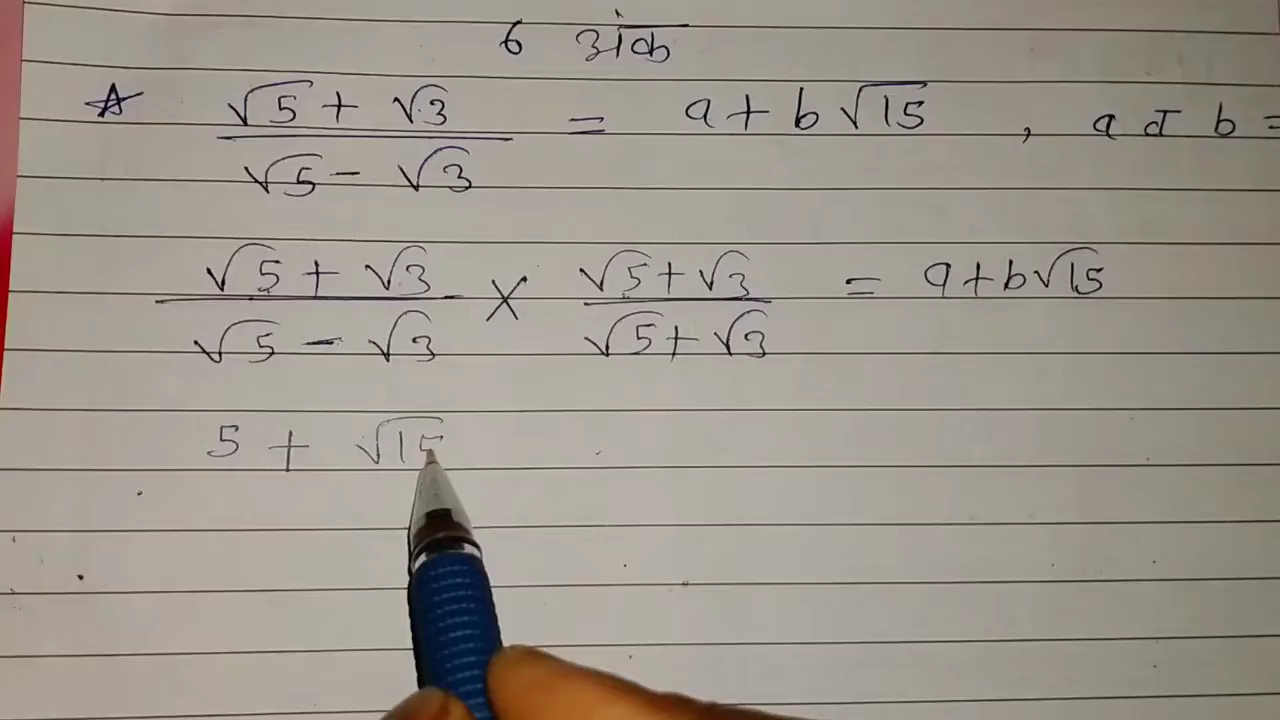 6 अंक
☆ (√5 + √3)/(√5 - √3) = a + b√15 , a व b =
(√5 + √3)/(√5 - √3) × (√5 + √3)/(√5 + √3) = a + b√15
5 + √15